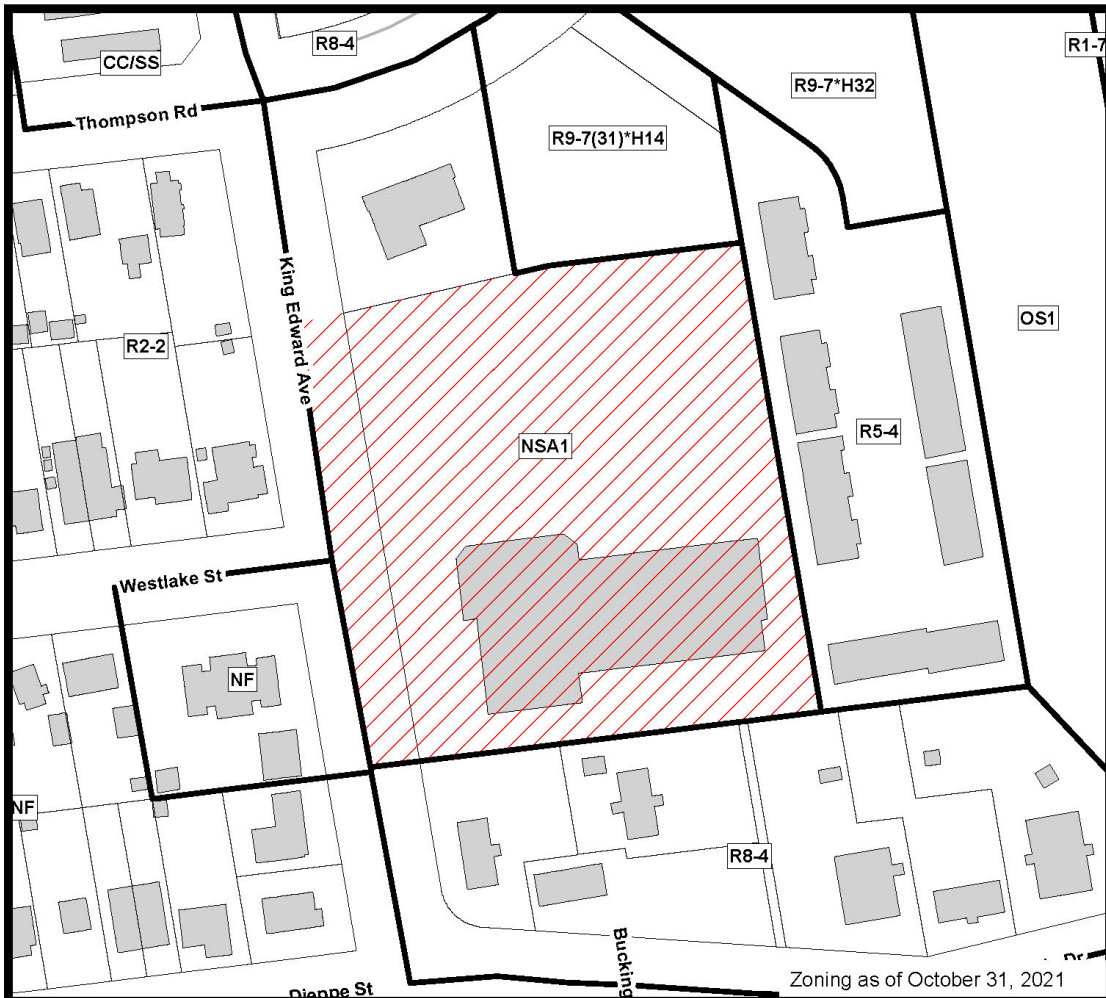 R8-4
R1-7
CC/SS
R9-7*H32
Thompson Rd
R9-7(31)*H14
King Edward Ave
OS1
R2-2
R5-4
NSA1
Westlake St
NF
NF
R8-4
Bucking
Dr
Zoning as of October 31, 2021
Dieppe St